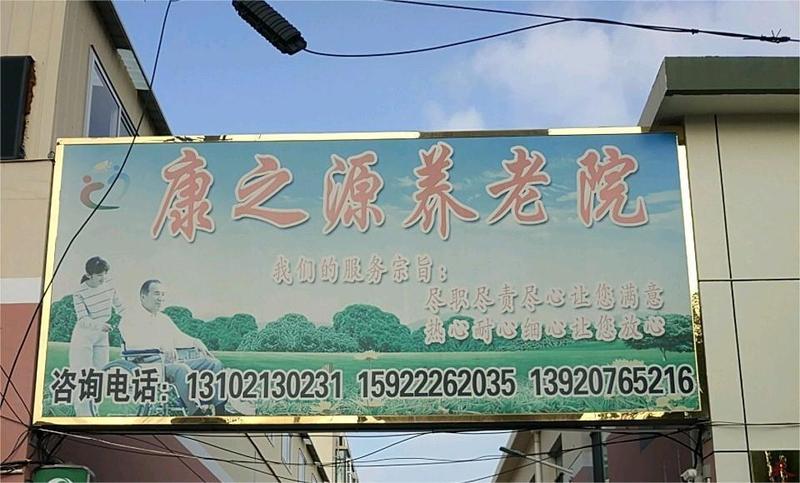 康之源养老院
我们的服务宗旨：
尽职尽责尽心让您满意
热心耐心细心让您放心
咨询电话：13102130231 15922262035 13920765216